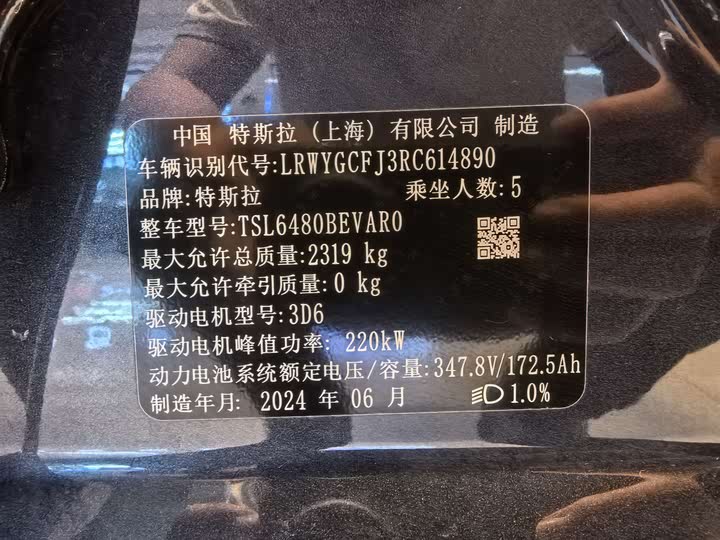 中国 特斯拉 (上海) 有限公司 制造
车辆识别代号:LRWYGCFJ3RC614890
品牌:特斯拉 乘坐人数:5
整车型号:TSL6480BEVAR0
最大允许总质量:2319 kg
最大允许牵引质量:0 kg
驱动电机型号:3D6
驱动电机峰值功率: 220kW
动力电池系统额定电压/容量:347.8V/172.5Ah
制造年月: 2024 年 06 月 1.0%